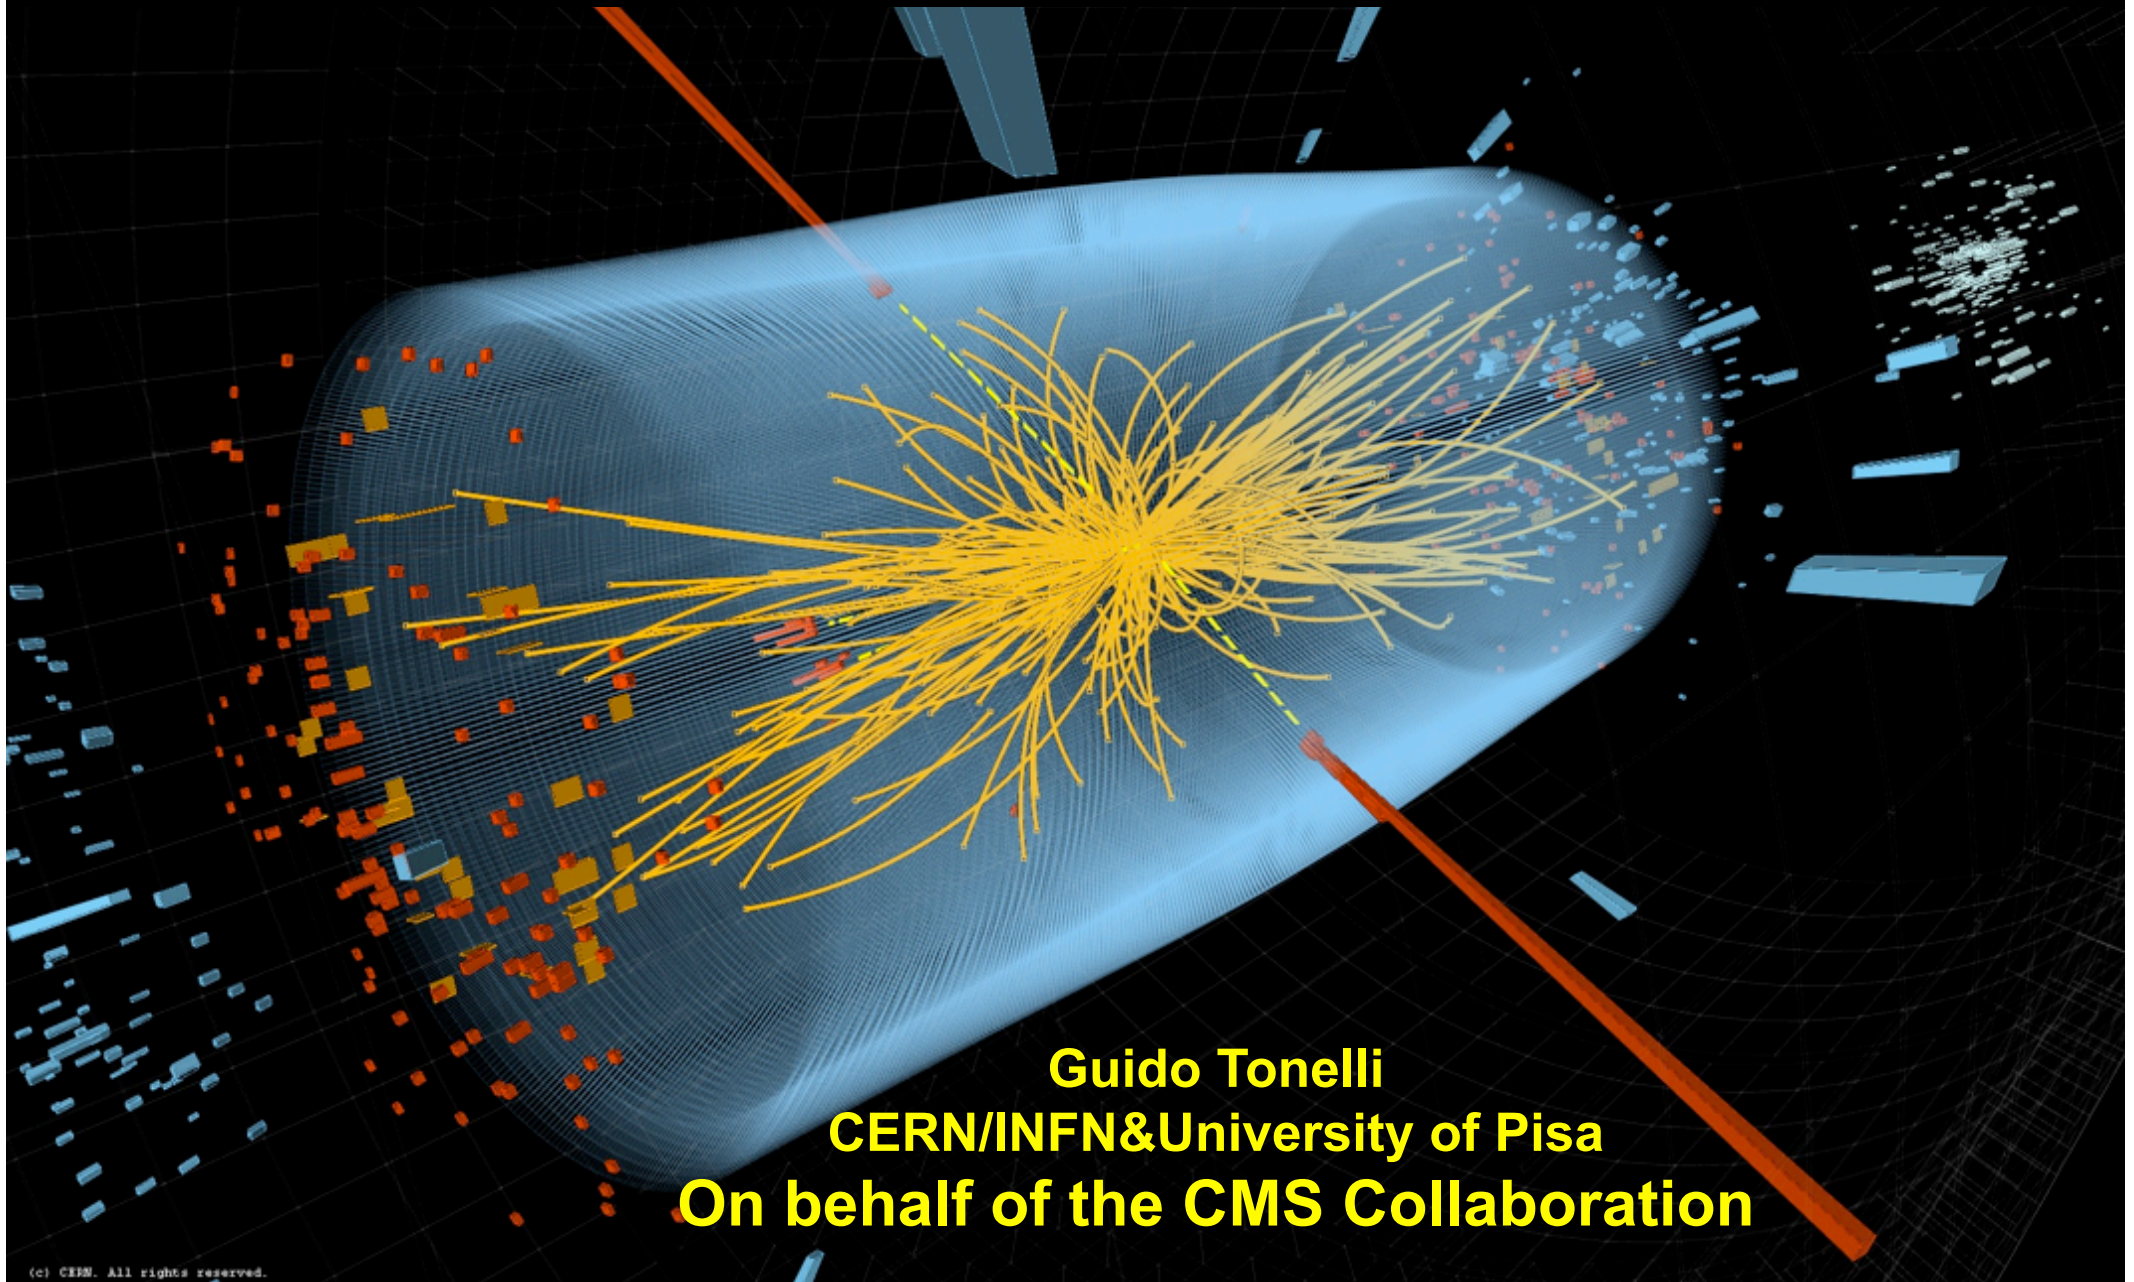 Guido Tonelli
CERN/INFN&University of Pisa
On behalf of the CMS Collaboration
(c) CERN. All rights reserved.